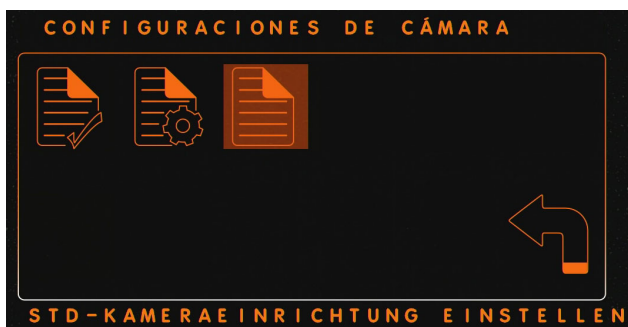 CONFIGURACIONES DE CÁMARA
STD-KAMERAEINRICHTUNG EINSTELLEN